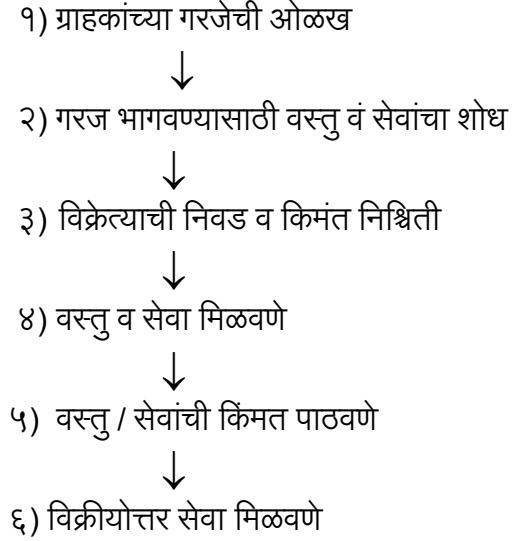 १) ग्राहकांच्या गरजेची ओळख
↓
२) गरज भागवण्यासाठी वस्तु वं सेवांचा शोध
↓
३) विक्रेत्याची निवड व किमंत निश्चिती
↓
४) वस्तु व सेवा मिळवणे
↓
५) वस्तु / सेवांची किंमत पाठवणे
↓
६) विक्रीयोत्तर सेवा मिळवणे